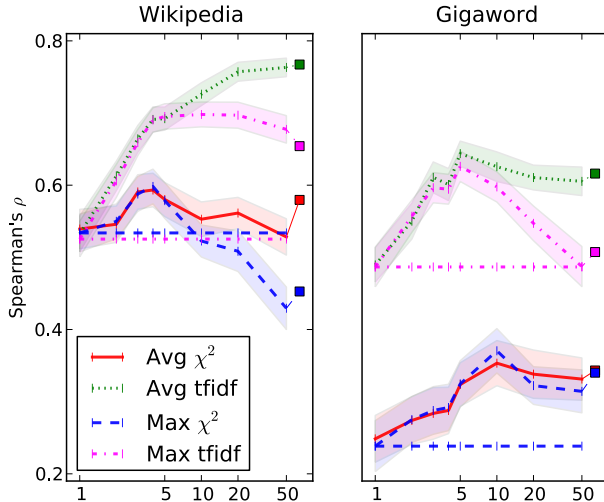 Wikipedia
Gigaword
Spearman's ρ
0.8
0.6
0.4
0.2
Avg χ²
Avg tfidf
Max χ²
Max tfidf
1 5 10 20 50
1 5 10 20 50